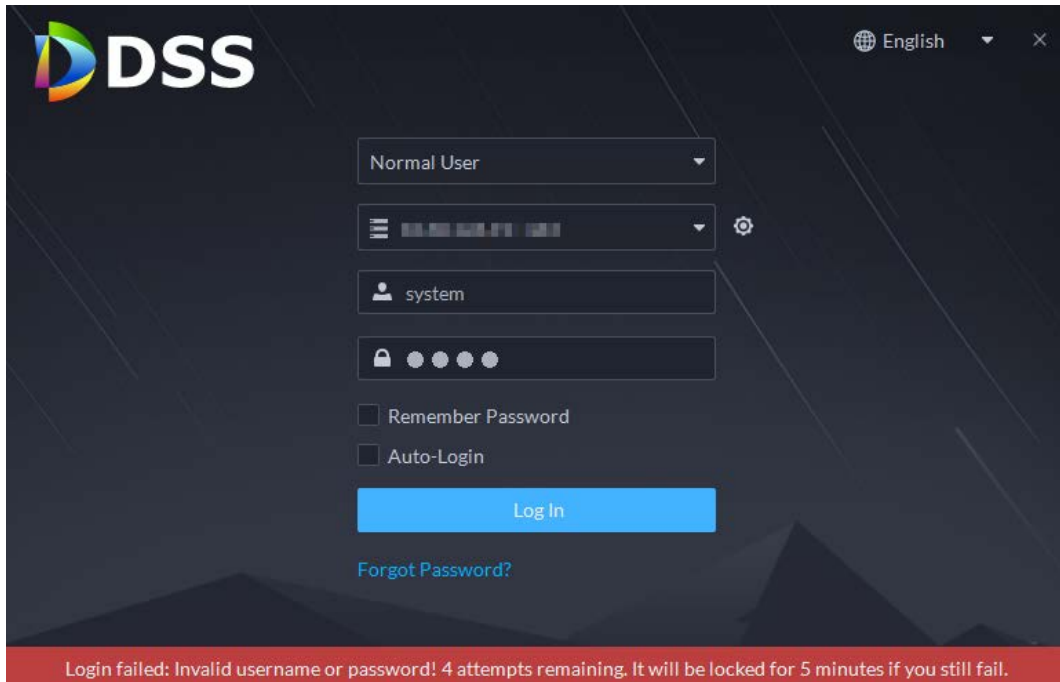 DSS
English
Normal User
system
Remember Password
Auto-Login
Log In
Forgot Password?
Login failed: Invalid username or password! 4 attempts remaining. It will be locked for 5 minutes if you still fail.